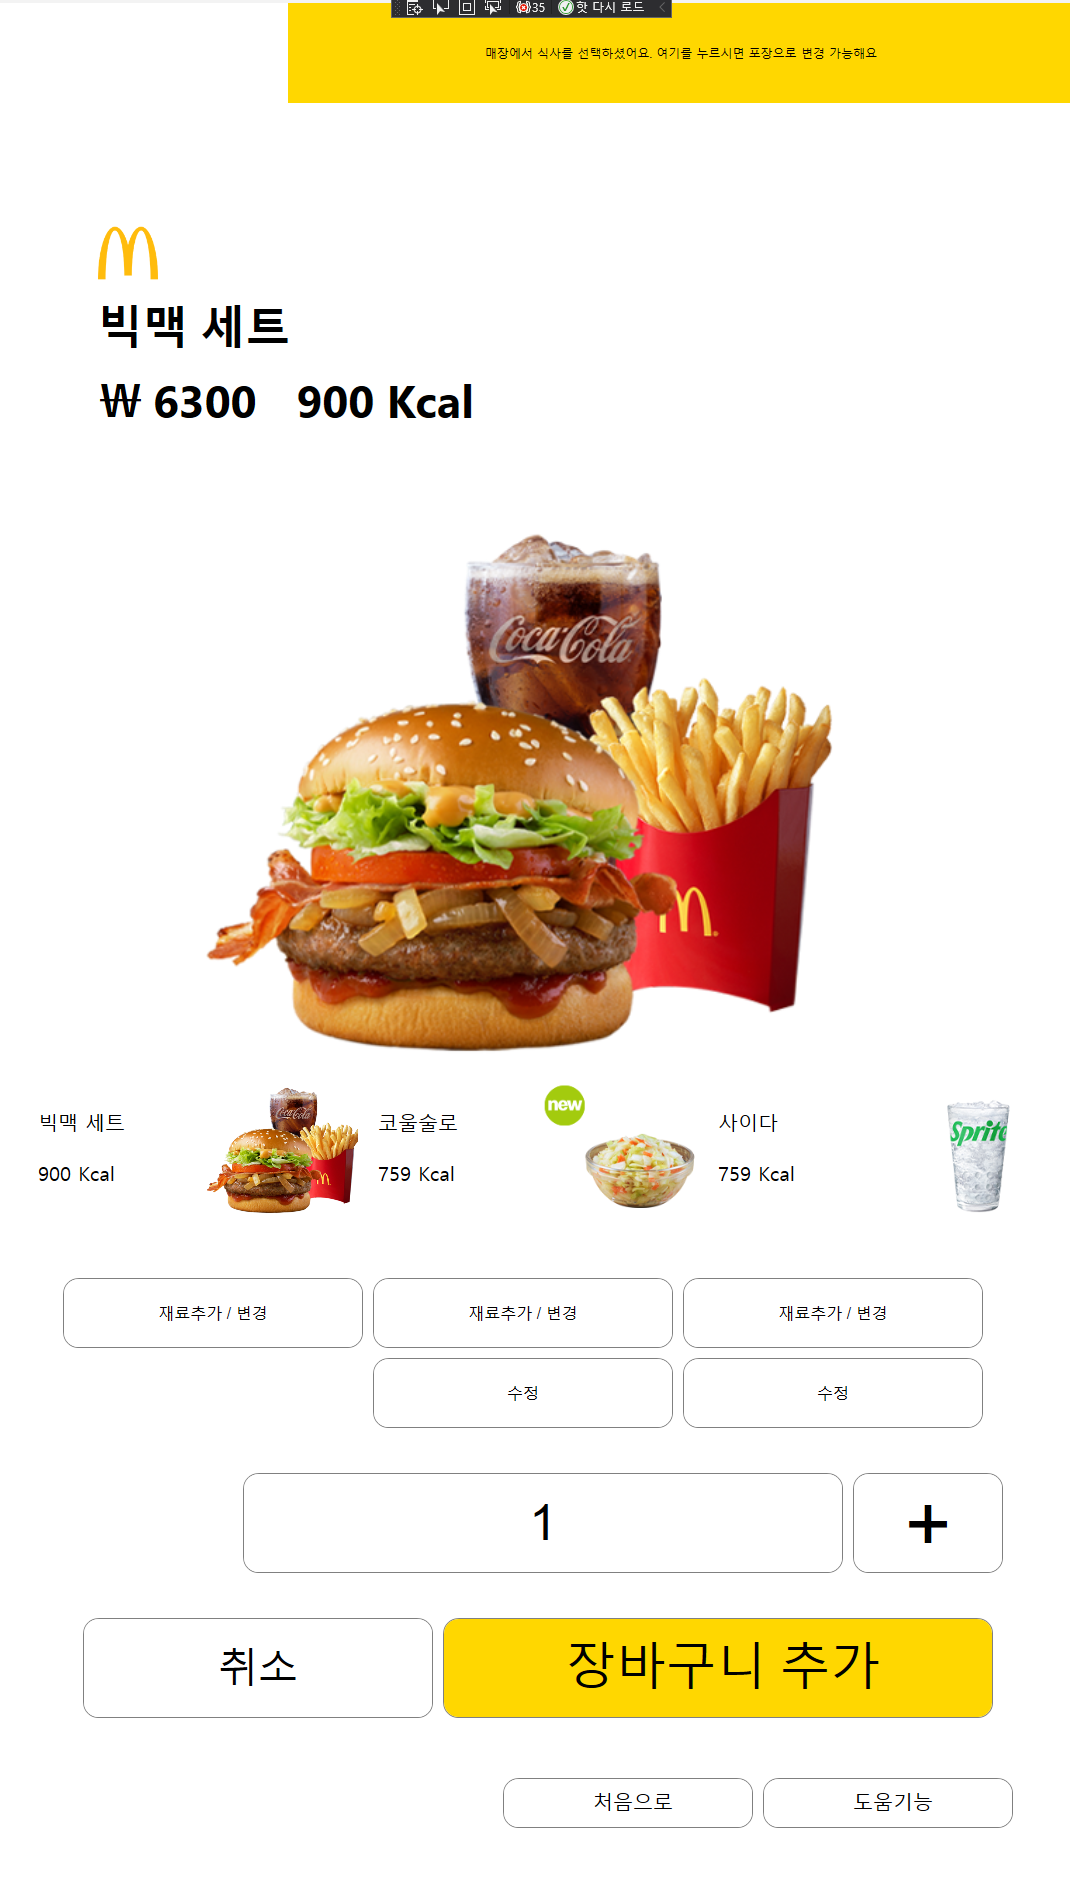 35 핫 다시 로드
매장에서 식사를 선택하셨어요. 여기를 누르시면 포장으로 변경 가능해요
빅맥 세트
₩ 6300 900 Kcal
Coca-Cola
빅맥 세트
900 Kcal
코울슬로
759 Kcal
new
사이다
759 Kcal
Sprite
재료추가 / 변경
재료추가 / 변경
재료추가 / 변경
수정
수정
1
+
취소
장바구니 추가
처음으로
도움기능